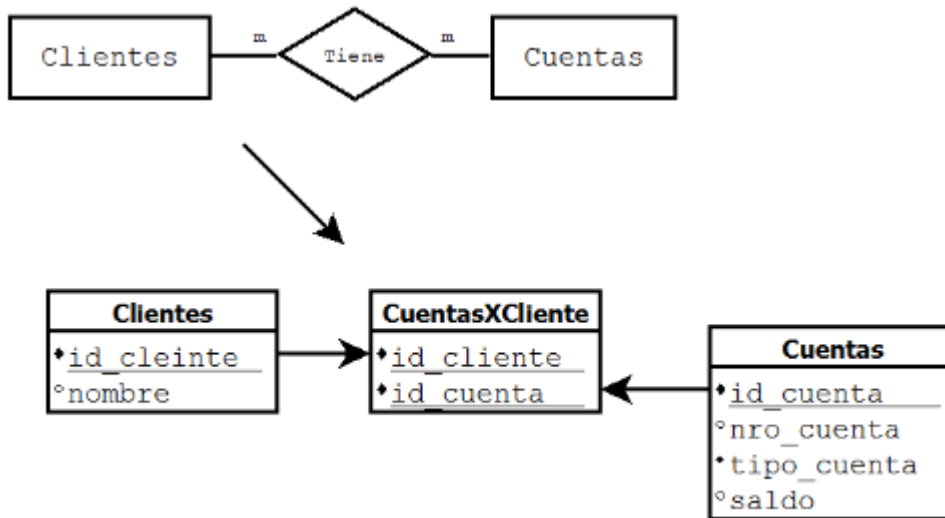 Clientes
m
Tiene
m
Cuentas
Clientes
id_cleinte
nombre
CuentasXCliente
id_cliente
id_cuenta
Cuentas
id_cuenta
nro_cuenta
tipo_cuenta
saldo